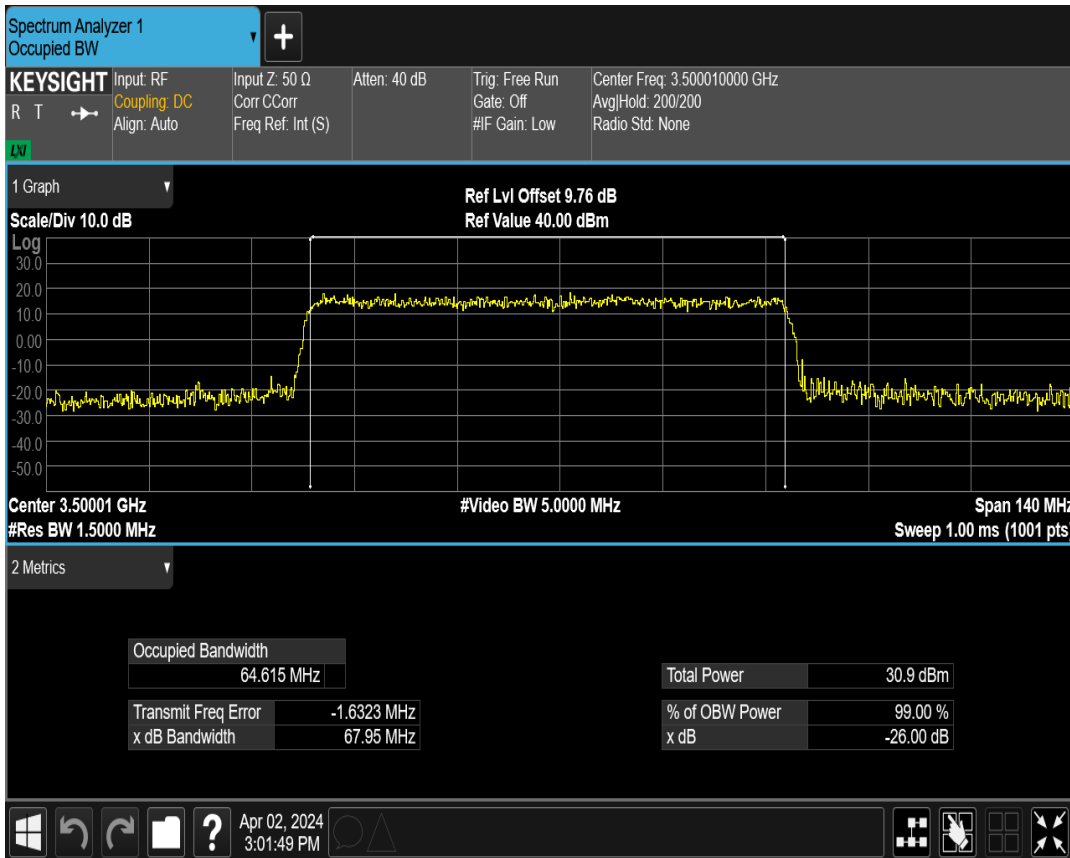 Spectrum Analyzer 1
Occupied BW
+
KEYSIGHT
R T
LXI
Input: RF
Coupling: DC
Align: Auto
Input Z: 50 Ω
Corr CCorr
Freq Ref: Int (S)
Atten: 40 dB
Trig: Free Run
Gate: Off
#IF Gain: Low
Center Freq: 3.500010000 GHz
Avg|Hold: 200/200
Radio Std: None
1 Graph
Scale/Div 10.0 dB
Ref Lvl Offset 9.76 dB
Ref Value 40.00 dBm
Log
30.0
20.0
10.0
0.00
-10.0
-20.0
-30.0
-40.0
-50.0
Center 3.50001 GHz
#Video BW 5.0000 MHz
Span 140 MHz
#Res BW 1.5000 MHz
Sweep 1.00 ms (1001 pts)
2 Metrics
Occupied Bandwidth
64.615 MHz
Total Power 30.9 dBm
Transmit Freq Error -1.6323 MHz
% of OBW Power 99.00 %
x dB Bandwidth 67.95 MHz
x dB -26.00 dB
?
Apr 02, 2024
3:01:49 PM